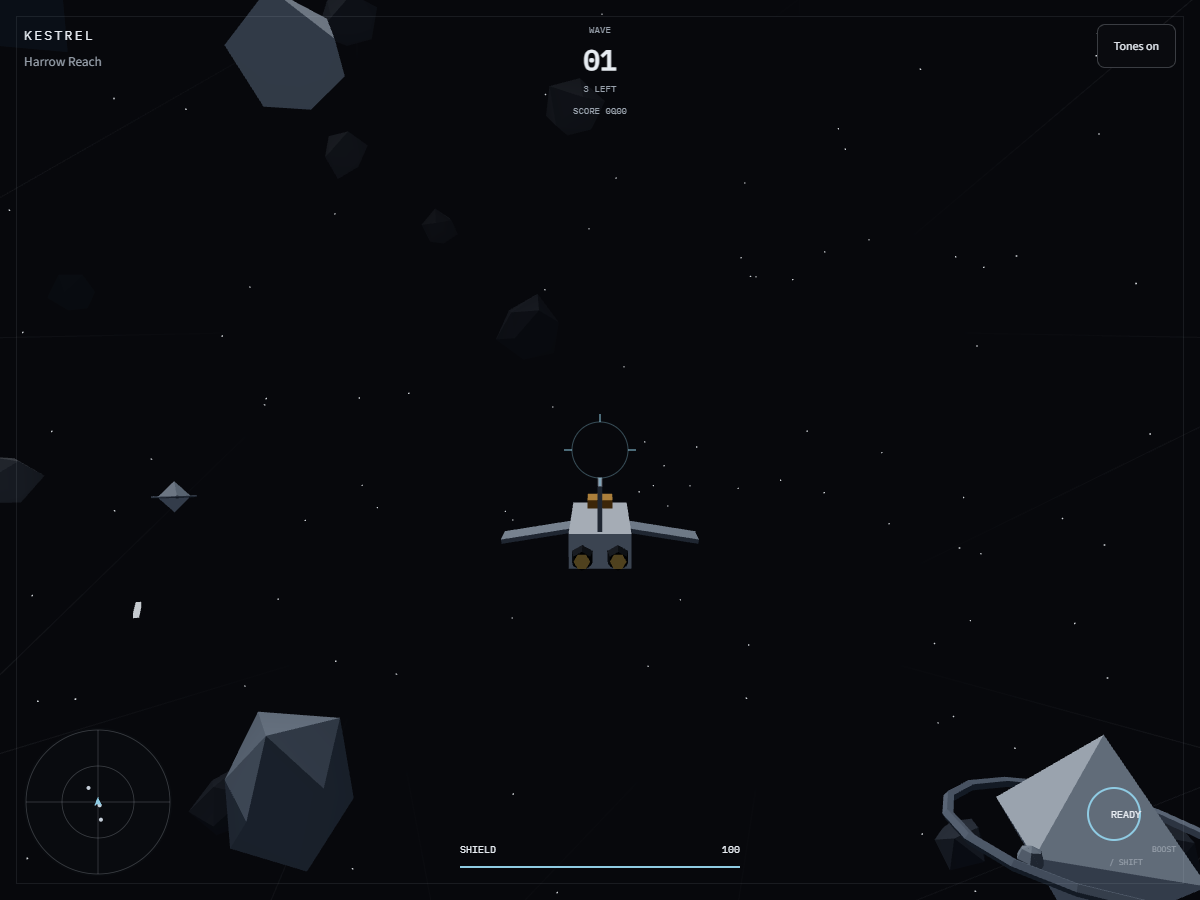 KESTREL
Harrow Reach
WAVE
01
3 LEFT
SCORE 0000
Tones on
SHIELD 100
READY
BOOST
/ SHIFT